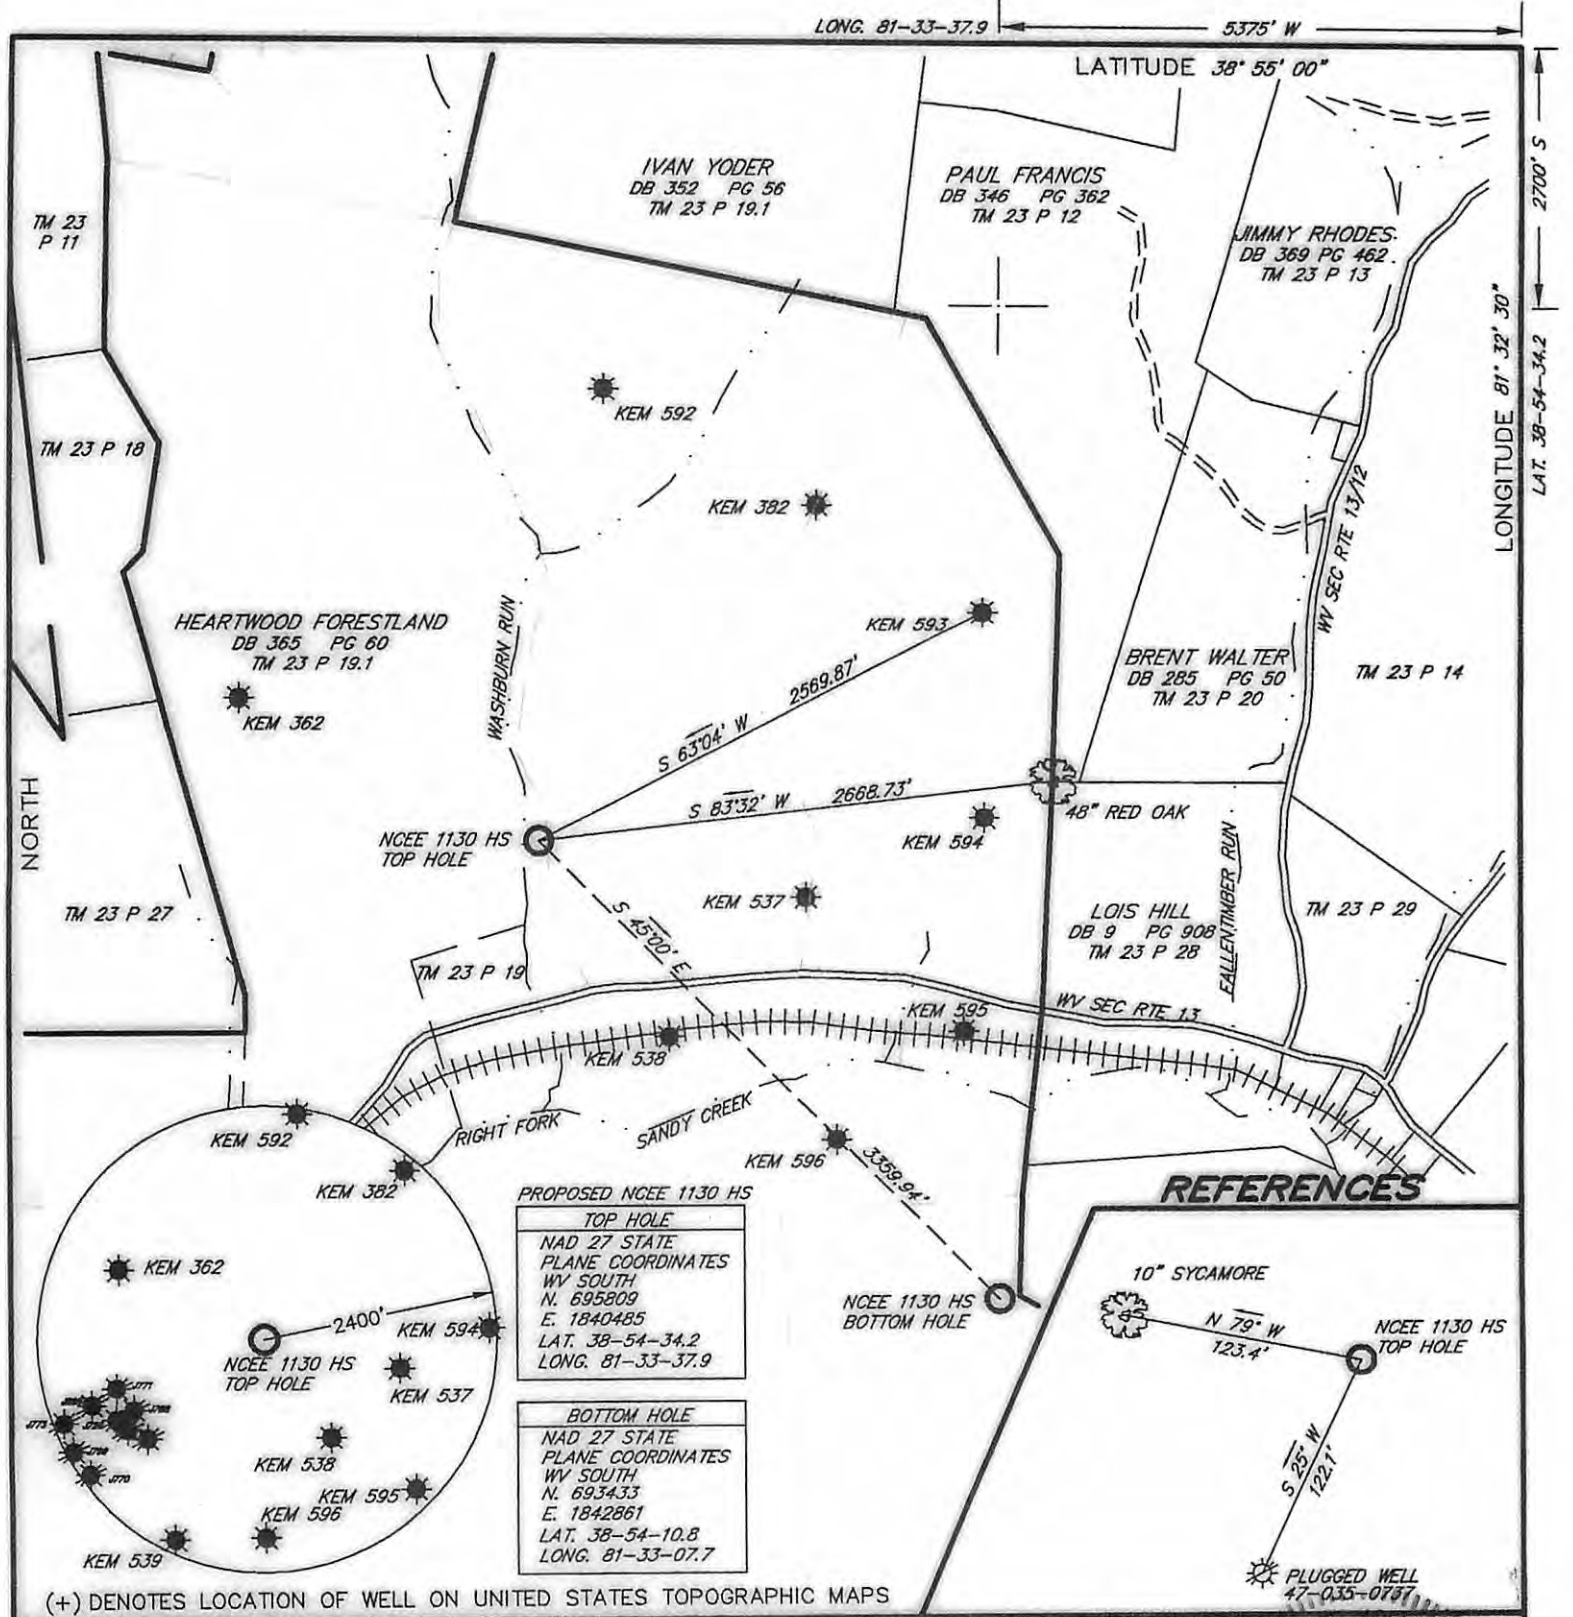 LONG. 81-33-37.9
5375' W
LATITUDE 38° 55' 00"
2700' S
LAT. 38-54-34.2
LONGITUDE 81° 32' 30"
IVAN YODER
DB 352 PG 56
TM 23 P 19.1
PAUL FRANCIS
DB 346 PG 362
TM 23 P 12
JIMMY RHODES
DB 369 PG 462
TM 23 P 13
TM 23
P 11
KEM 592
TM 23 P 18
KEM 382
WV SEC RTE 13/12
HEARTWOOD FORESTLAND
DB 365 PG 60
TM 23 P 19.1
WASHBURN RUN
KEM 593
BRENT WALTER
DB 285 PG 50
TM 23 P 20
TM 23 P 14
KEM 362
2569.87'
S 63°04' W
S 83°32' W
2668.73'
NORTH
48" RED OAK
NCEE 1130 HS
TOP HOLE
KEM 594
KEM 537
S 45°00' E
FALLENTIMBER RUN
LOIS HILL
DB 9 PG 908
TM 23 P 28
TM 23 P 29
TM 23 P 27
TM 23 P 19
WV SEC RTE 13
KEM 595
KEM 538
RIGHT FORK
SANDY CREEK
KEM 596
3359.94'
NCEE 1130 HS
BOTTOM HOLE
KEM 592
KEM 382
KEM 362
2400'
KEM 594
NCEE 1130 HS
TOP HOLE
KEM 537
J771
J773
J770
KEM 538
KEM 595
KEM 596
KEM 539
PROPOSED NCEE 1130 HS
TOP HOLE
NAD 27 STATE
PLANE COORDINATES
WV SOUTH
N. 695809
E. 1840485
LAT. 38-54-34.2
LONG. 81-33-37.9
BOTTOM HOLE
NAD 27 STATE
PLANE COORDINATES
WV SOUTH
N. 693433
E. 1842861
LAT. 38-54-10.8
LONG. 81-33-07.7
REFERENCES
10" SYCAMORE
N 79° W
123.4'
NCEE 1130 HS
TOP HOLE
S 25° W
122.1'
PLUGGED WELL
47-035-0737
(+) DENOTES LOCATION OF WELL ON UNITED STATES TOPOGRAPHIC MAPS